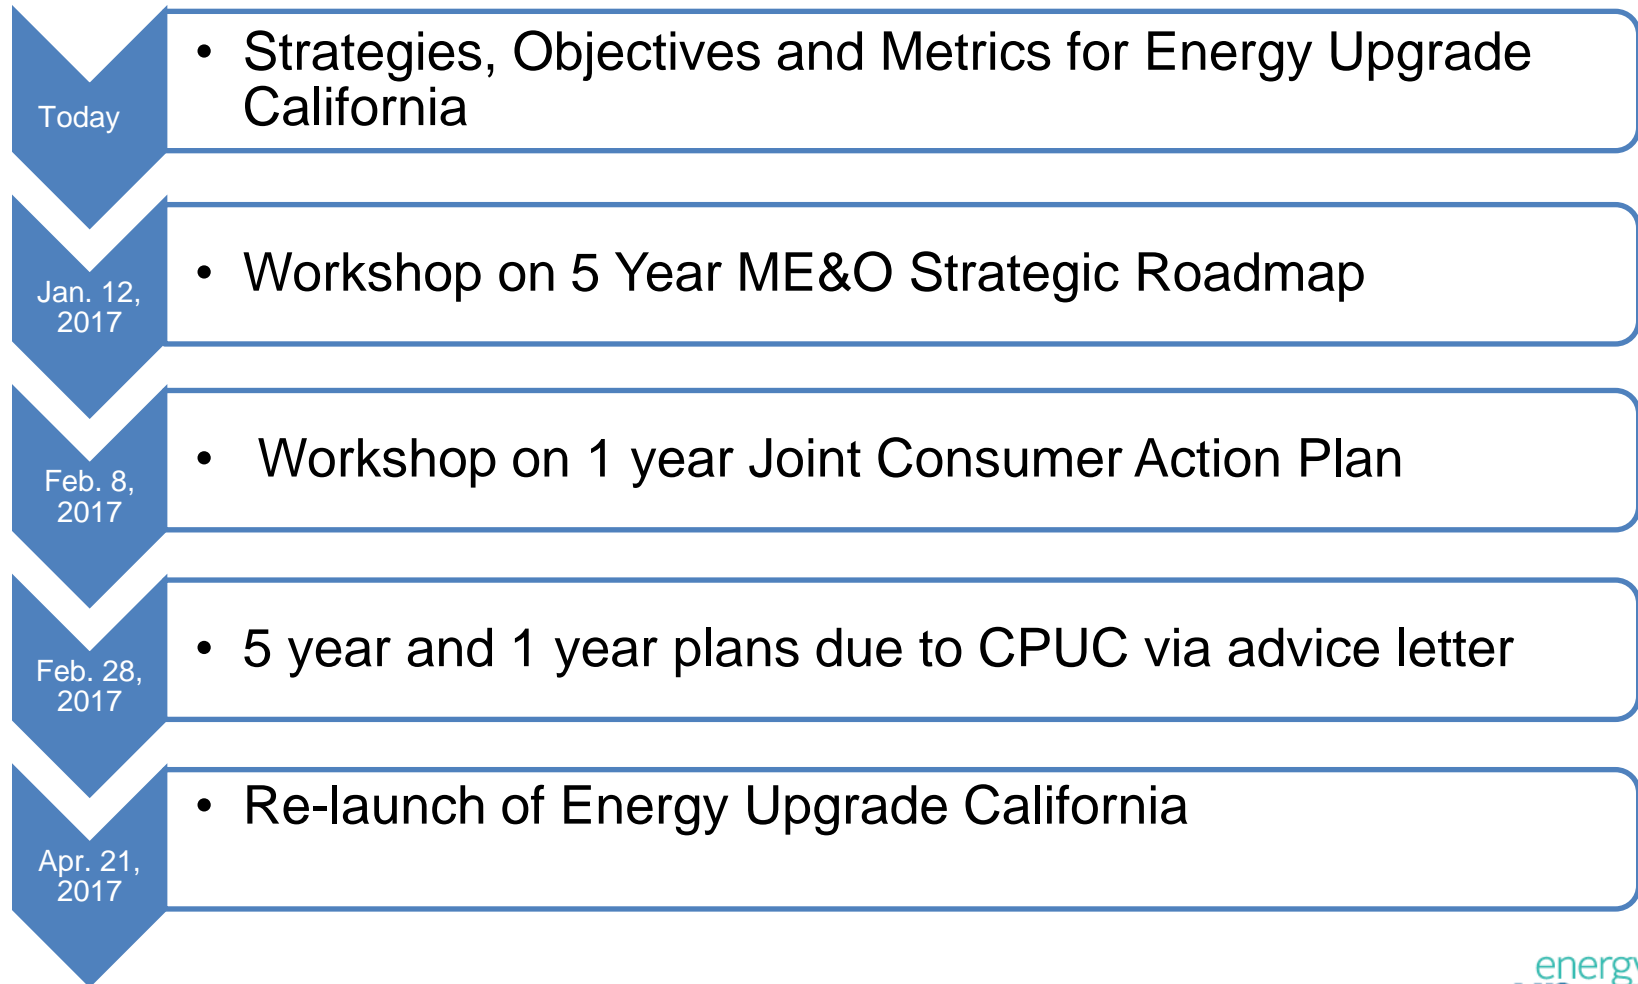 Today
• Strategies, Objectives and Metrics for Energy Upgrade
California
Jan. 12,
2017
• Workshop on 5 Year ME&O Strategic Roadmap
Feb. 8,
2017
• Workshop on 1 year Joint Consumer Action Plan
Feb. 28,
2017
• 5 year and 1 year plans due to CPUC via advice letter
Apr. 21,
2017
• Re-launch of Energy Upgrade California
energy